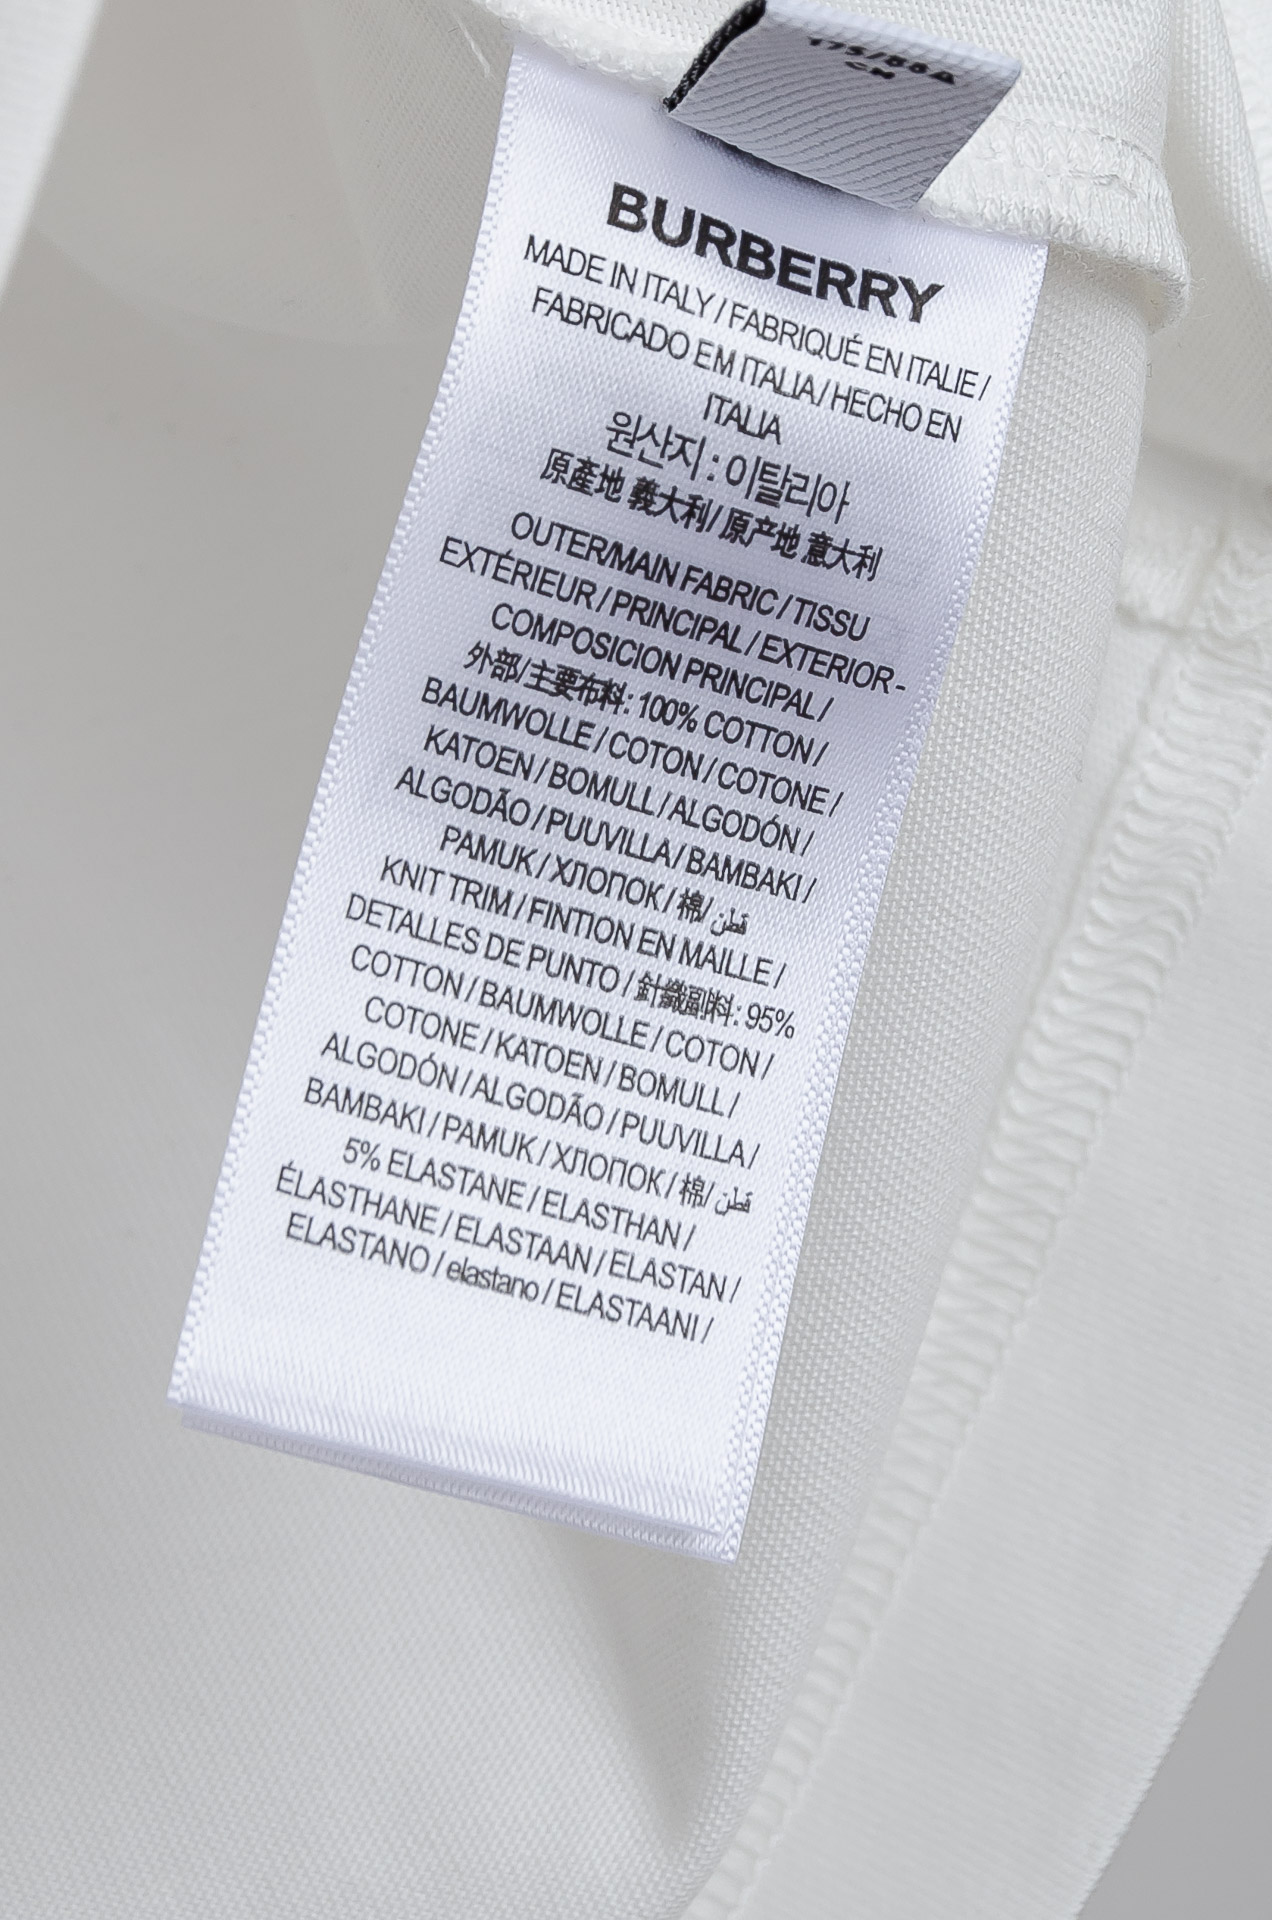 175/88A
CN
BURBERRY
MADE IN ITALY / FABRIQUÉ EN ITALIE /
FABRICADO EM ITALIA / HECHO EN
ITALIA
원산지 : 이탈리아
原產地 義大利/ 原产地 意大利
OUTER/MAIN FABRIC / TISSU
EXTÉRIEUR / PRINCIPAL / EXTERIOR-
COMPOSICION PRINCIPAL /
外部/主要布料: 100% COTTON /
BAUMWOLLE / COTON / COTONE /
KATOEN / BOMULL / ALGODÓN /
ALGODÃO / PUUVILLA / BAMBAKI /
PAMUK / ХЛОПОК / 棉/ قطن
KNIT TRIM / FINTION EN MAILLE /
DETALLES DE PUNTO / 針織副料: 95%
COTTON / BAUMWOLLE / COTON /
COTONE / KATOEN / BOMULL /
ALGODÓN / ALGODÃO / PUUVILLA /
BAMBAKI / PAMUK / ХЛОПОК / 棉/ قطن
5% ELASTANE / ELASTHAN /
ÉLASTHANE / ELASTAAN / ELASTAN /
ELASTANO / elastano / ELASTAANI /